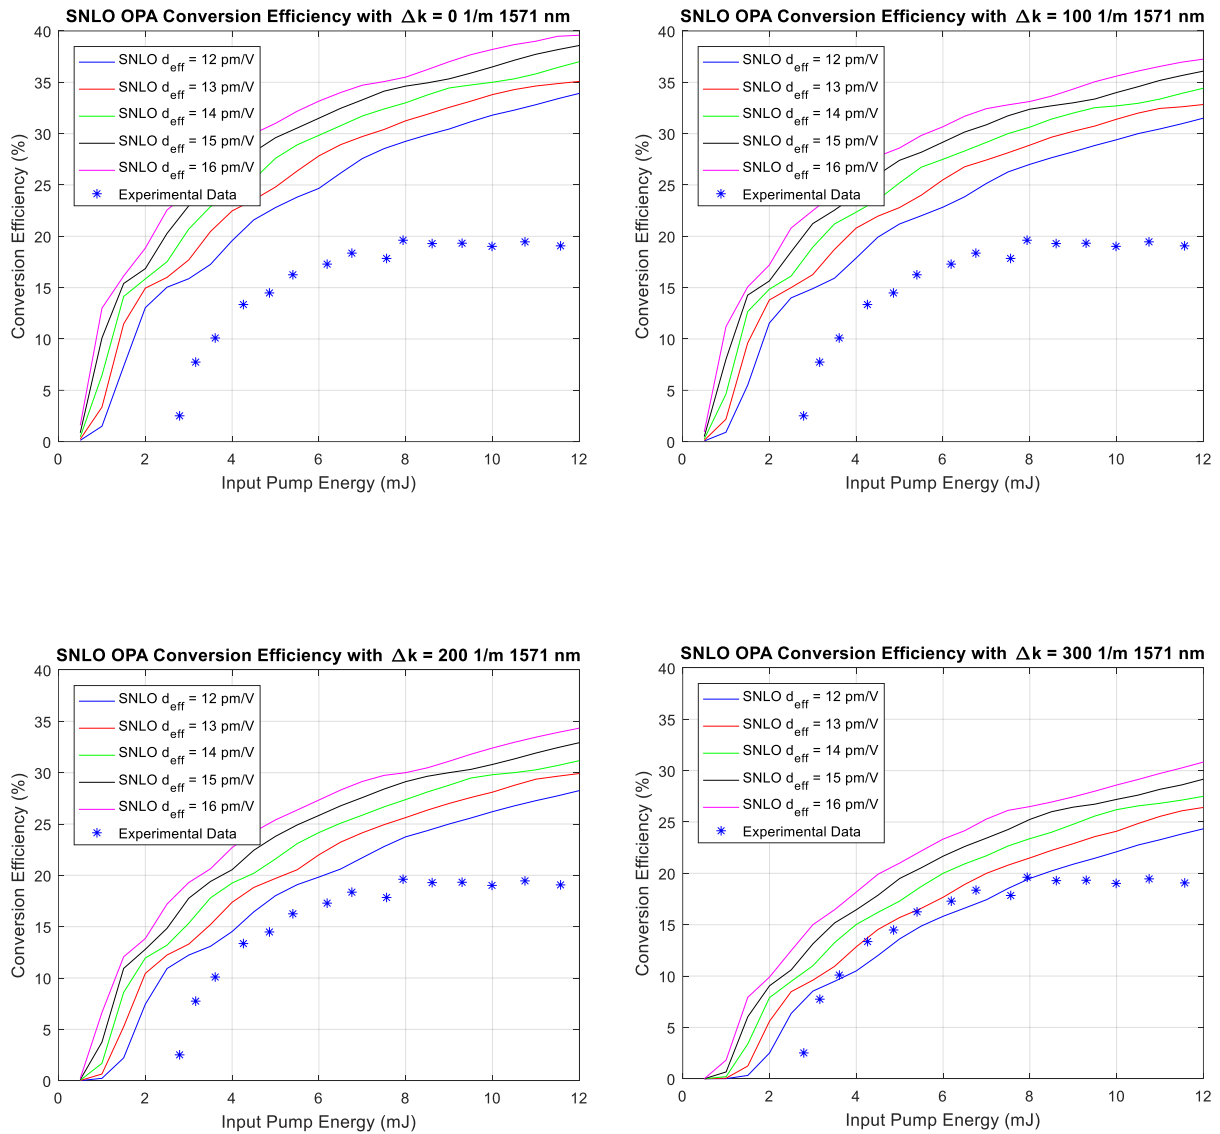 SNLO OPA Conversion Efficiency with Δk = 0 1/m 1571 nm
40
35
30
25
20
15
10
5
0
Conversion Efficiency (%)
SNLO deff = 12 pm/V
SNLO deff = 13 pm/V
SNLO deff = 14 pm/V
SNLO deff = 15 pm/V
SNLO deff = 16 pm/V
Experimental Data
0 2 4 6 8 10 12
Input Pump Energy (mJ)
SNLO OPA Conversion Efficiency with Δk = 100 1/m 1571 nm
40
35
30
25
20
15
10
5
0
Conversion Efficiency (%)
SNLO deff = 12 pm/V
SNLO deff = 13 pm/V
SNLO deff = 14 pm/V
SNLO deff = 15 pm/V
SNLO deff = 16 pm/V
Experimental Data
0 2 4 6 8 10 12
Input Pump Energy (mJ)
SNLO OPA Conversion Efficiency with Δk = 200 1/m 1571 nm
40
35
30
25
20
15
10
5
0
Conversion Efficiency (%)
SNLO deff = 12 pm/V
SNLO deff = 13 pm/V
SNLO deff = 14 pm/V
SNLO deff = 15 pm/V
SNLO deff = 16 pm/V
Experimental Data
0 2 4 6 8 10 12
Input Pump Energy (mJ)
SNLO OPA Conversion Efficiency with Δk = 300 1/m 1571 nm
40
35
30
25
20
15
10
5
0
Conversion Efficiency (%)
SNLO deff = 12 pm/V
SNLO deff = 13 pm/V
SNLO deff = 14 pm/V
SNLO deff = 15 pm/V
SNLO deff = 16 pm/V
Experimental Data
0 2 4 6 8 10 12
Input Pump Energy (mJ)